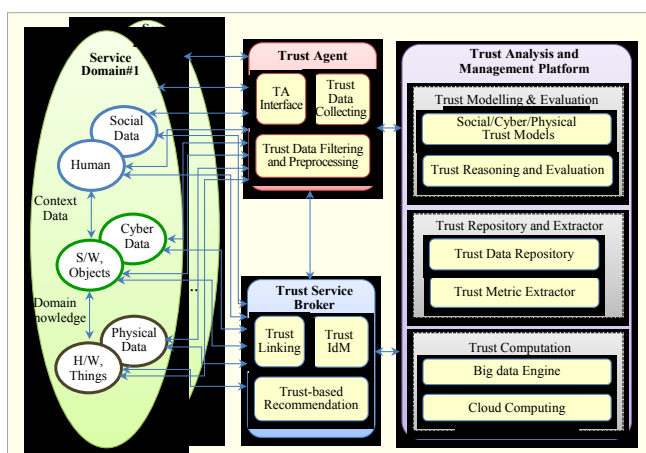 S
Service
Domain#1
Social
Data
Human
Context
Data
Cyber
Data
S/W,
Objects
Domain
nowledge
Physical
Data
H/W,
Things
..
Trust Agent
TA
Interface
Trust
Data
Collecting
Trust Data Filtering
and Preprocessing
Trust Service
Broker
Trust
Linking
Trust
IdM
Trust-based
Recommendation
Trust Analysis and
Management Platform
Trust Modelling & Evaluation
Social/Cyber/Physical
Trust Models
Trust Reasoning and Evaluation
Trust Repository and Extractor
Trust Data Repository
Trust Metric Extractor
Trust Computation
Big data Engine
Cloud Computing